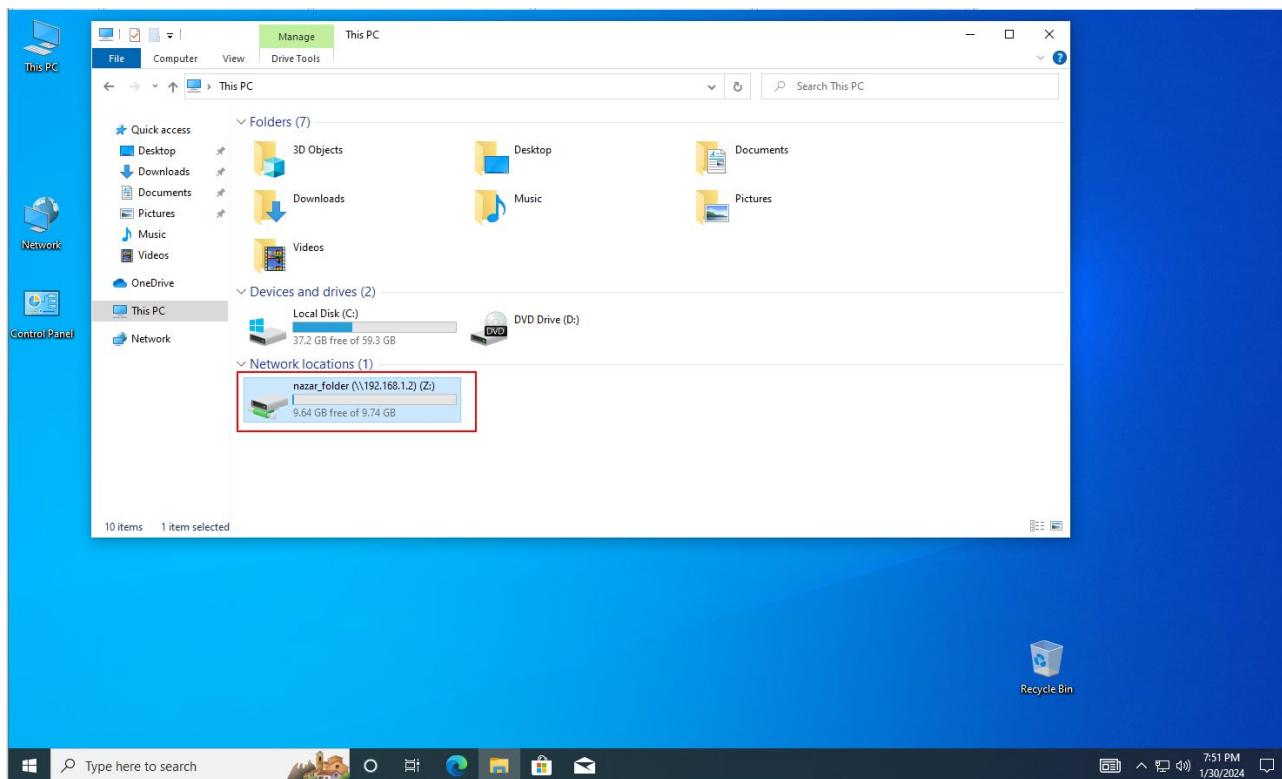 This PC
Network
Control Panel
Manage
This PC
File
Computer
View
Drive Tools
This PC
Search This PC
Quick access
Desktop
Downloads
Documents
Pictures
Music
Videos
OneDrive
This PC
Network
Folders (7)
3D Objects
Desktop
Documents
Downloads
Music
Pictures
Videos
Devices and drives (2)
Local Disk (C:)
37.2 GB free of 59.3 GB
DVD Drive (D:)
DVD
Network locations (1)
nazar_folder (\\192.168.1.2) (Z:)
9.64 GB free of 9.74 GB
10 items
1 item selected
Recycle Bin
Type here to search
7:51 PM
1/30/2024